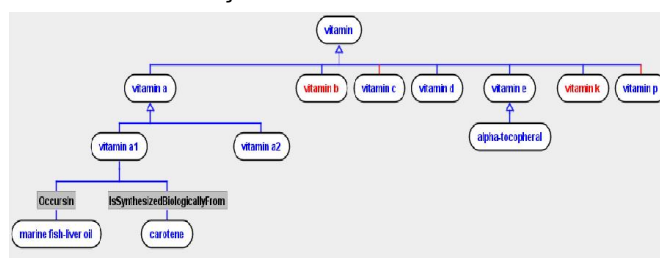 vitamin
vitamin a vitamin b vitamin c vitamin d vitamin e vitamin k vitamin p
vitamin a1 vitamin a2 alpha-tocopheral
Occursin IsSynthesizedBiologicallyFrom
marine fish-liver oil carotene